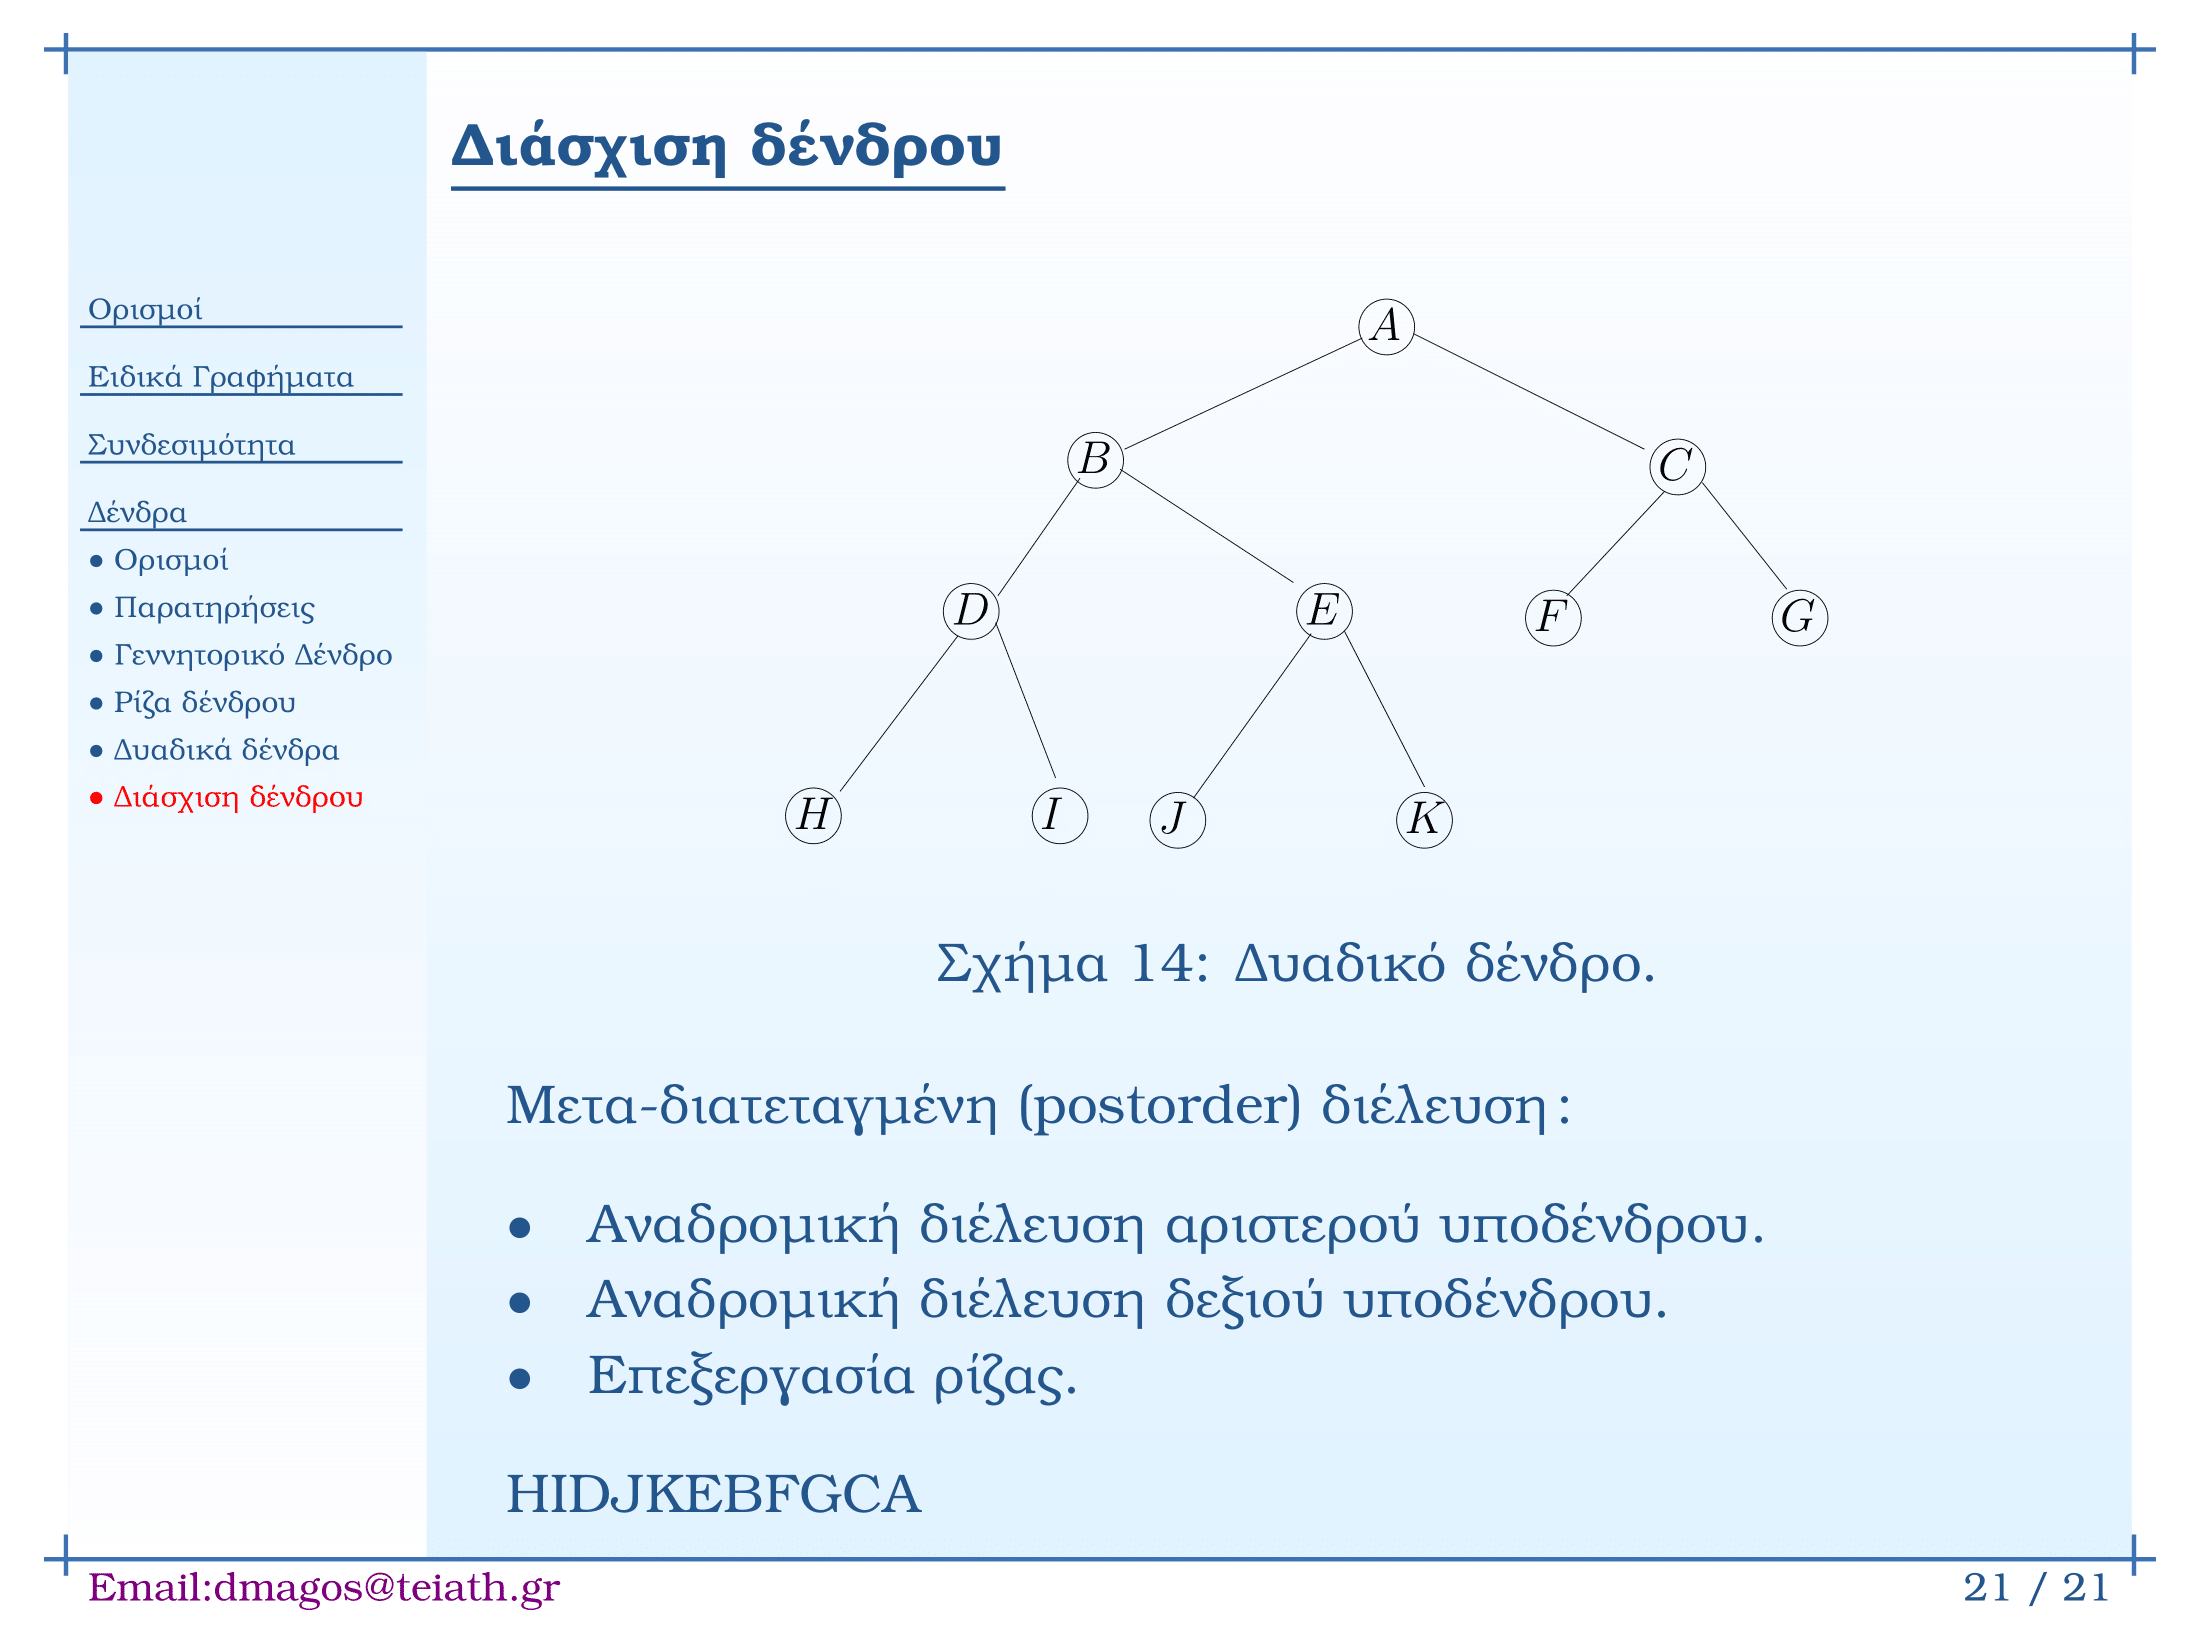 Διάσχιση δένδρου
Ορισμοί
Ειδικά Γραφήματα
Συνδεσιμότητα
Δένδρα
• Ορισμοί
• Παρατηρήσεις
• Γεννητορικό Δένδρο
• Ρίζα δένδρου
• Δυαδικά δένδρα
• Διάσχιση δένδρου
A
B C
D E F G
H I J K
Σχήμα 14: Δυαδικό δένδρο.
Μετα-διατεταγμένη (postorder) διέλευση:
• Αναδρομική διέλευση αριστερού υποδένδρου.
• Αναδρομική διέλευση δεξιού υποδένδρου.
• Επεξεργασία ρίζας.
HIDJKEBFGCA
Email:dmagos@teiath.gr 21 / 21